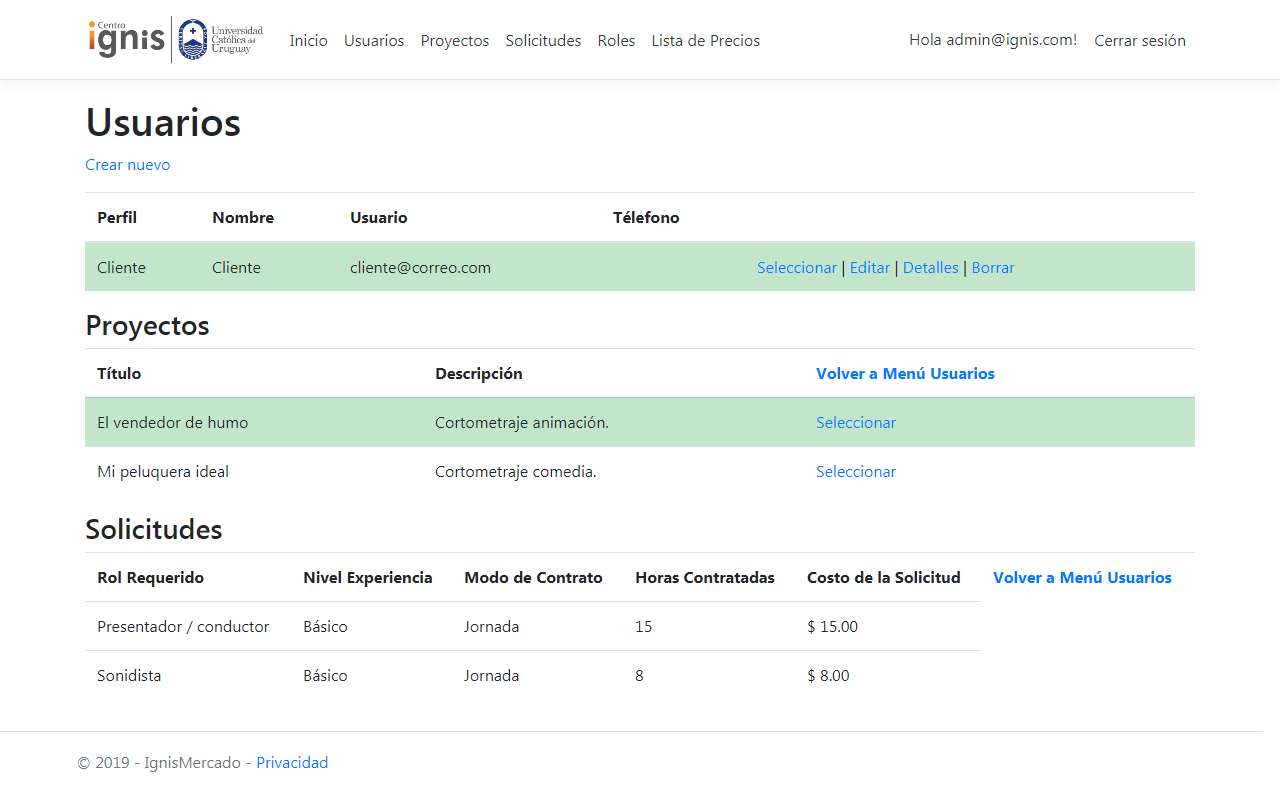 Centro
ignis
Universidad
Católica del
Uruguay
Inicio Usuarios Proyectos Solicitudes Roles Lista de Precios Hola admin@ignis.com! Cerrar sesión
Usuarios
Crear nuevo
Perfil Nombre Usuario Télefono
Cliente Cliente cliente@correo.com Seleccionar | Editar | Detalles | Borrar
Proyectos
Título Descripción Volver a Menú Usuarios
El vendedor de humo Cortometraje animación. Seleccionar
Mi peluquera ideal Cortometraje comedia. Seleccionar
Solicitudes
Rol Requerido Nivel Experiencia Modo de Contrato Horas Contratadas Costo de la Solicitud Volver a Menú Usuarios
Presentador / conductor Básico Jornada 15 $ 15.00
Sonidista Básico Jornada 8 $ 8.00
© 2019 - IgnisMercado - Privacidad